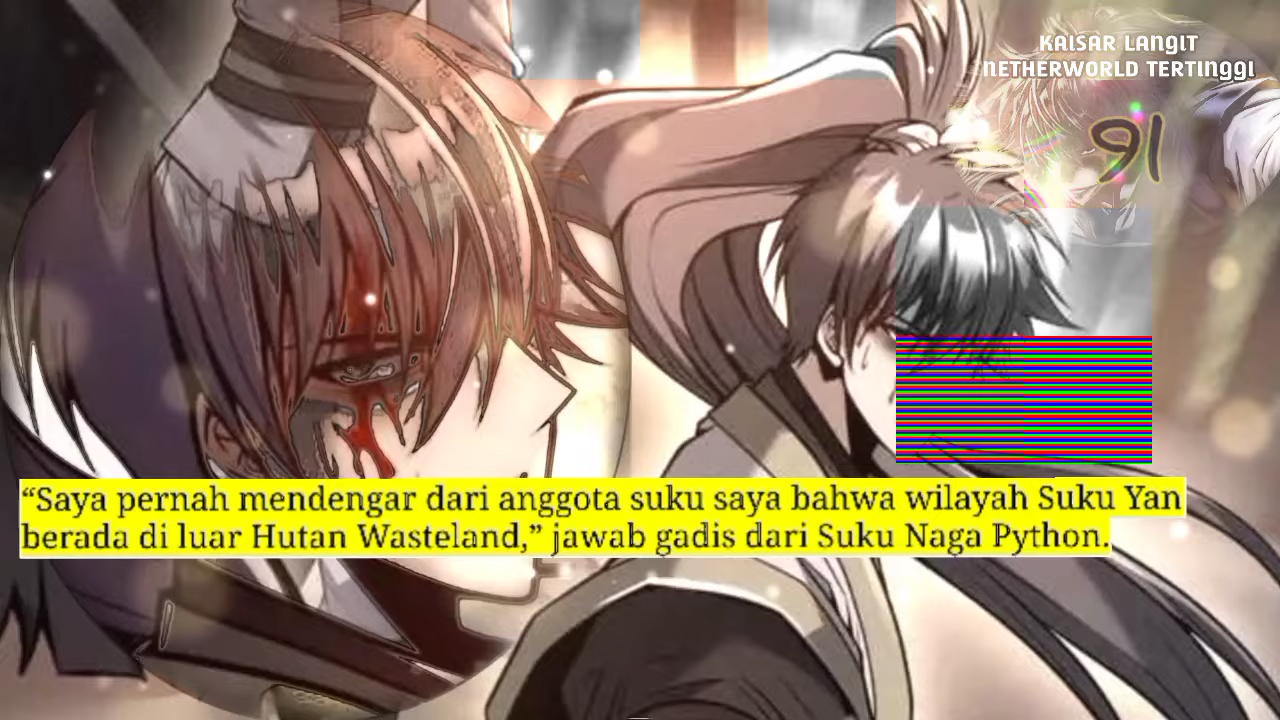 KAISAR LANGIT
NETHERWORLD TERTINGGI
91
“Saya pernah mendengar dari anggota suku saya bahwa wilayah Suku Yan
berada di luar Hutan Wasteland,” jawab gadis dari Suku Naga Python.